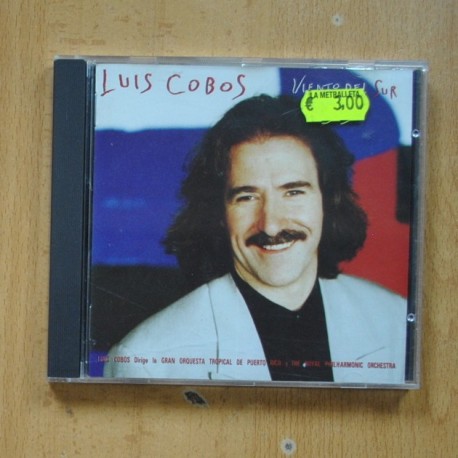 LUIS COBOS
VIENTO DEL SUR
LA METRALLETA
€ 3,00
LUIS COBOS Dirige la GRAN ORQUESTA TROPICAL DE PUERTO RICO y THE ROYAL PHILHARMONIC ORCHESTRA